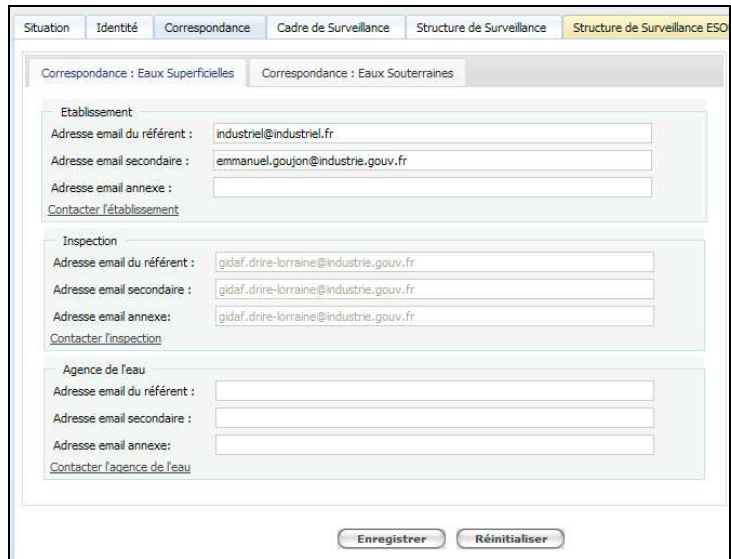 Situation Identité Correspondance Cadre de Surveillance Structure de Surveillance Structure de Surveillance ESO
Correspondance : Eaux Superficielles Correspondance : Eaux Souterraines
Etablissement
Adresse email du référent : industriel@industriel.fr
Adresse email secondaire : emmanuel.goujon@industrie.gouv.fr
Adresse email annexe :
Contacter l'établissement
Inspection
Adresse email du référent : gidaf.drire-lorraine@industrie.gouv.fr
Adresse email secondaire : gidaf.drire-lorraine@industrie.gouv.fr
Adresse email annexe: gidaf.drire-lorraine@industrie.gouv.fr
Contacter l'inspection
Agence de l'eau
Adresse email du référent :
Adresse email secondaire :
Adresse email annexe:
Contacter l'agence de l'eau
Enregistrer Réinitialiser